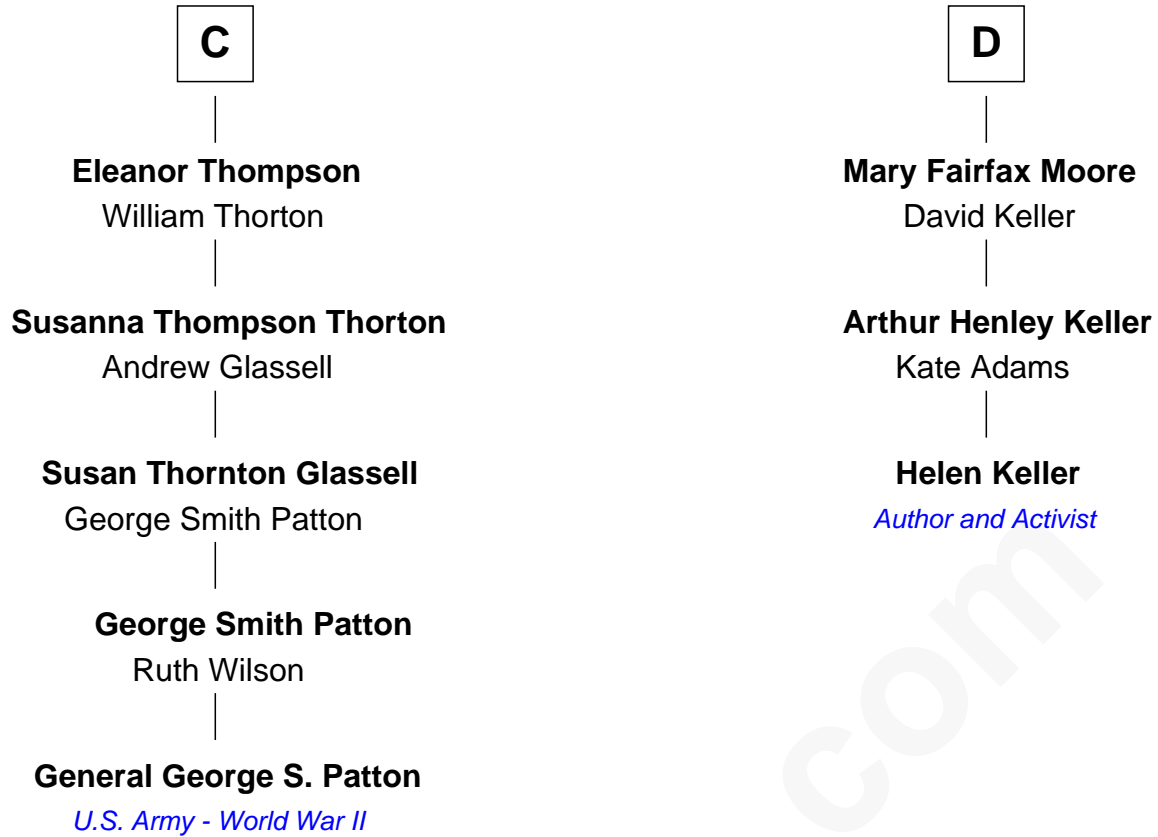 C
Eleanor Thompson
William Thorton
Susanna Thompson Thorton
Andrew Glassell
Susan Thornton Glassell
George Smith Patton
George Smith Patton
Ruth Wilson
General George S. Patton
U.S. Army - World War II
D
Mary Fairfax Moore
David Keller
Arthur Henley Keller
Kate Adams
Helen Keller
Author and Activist
com